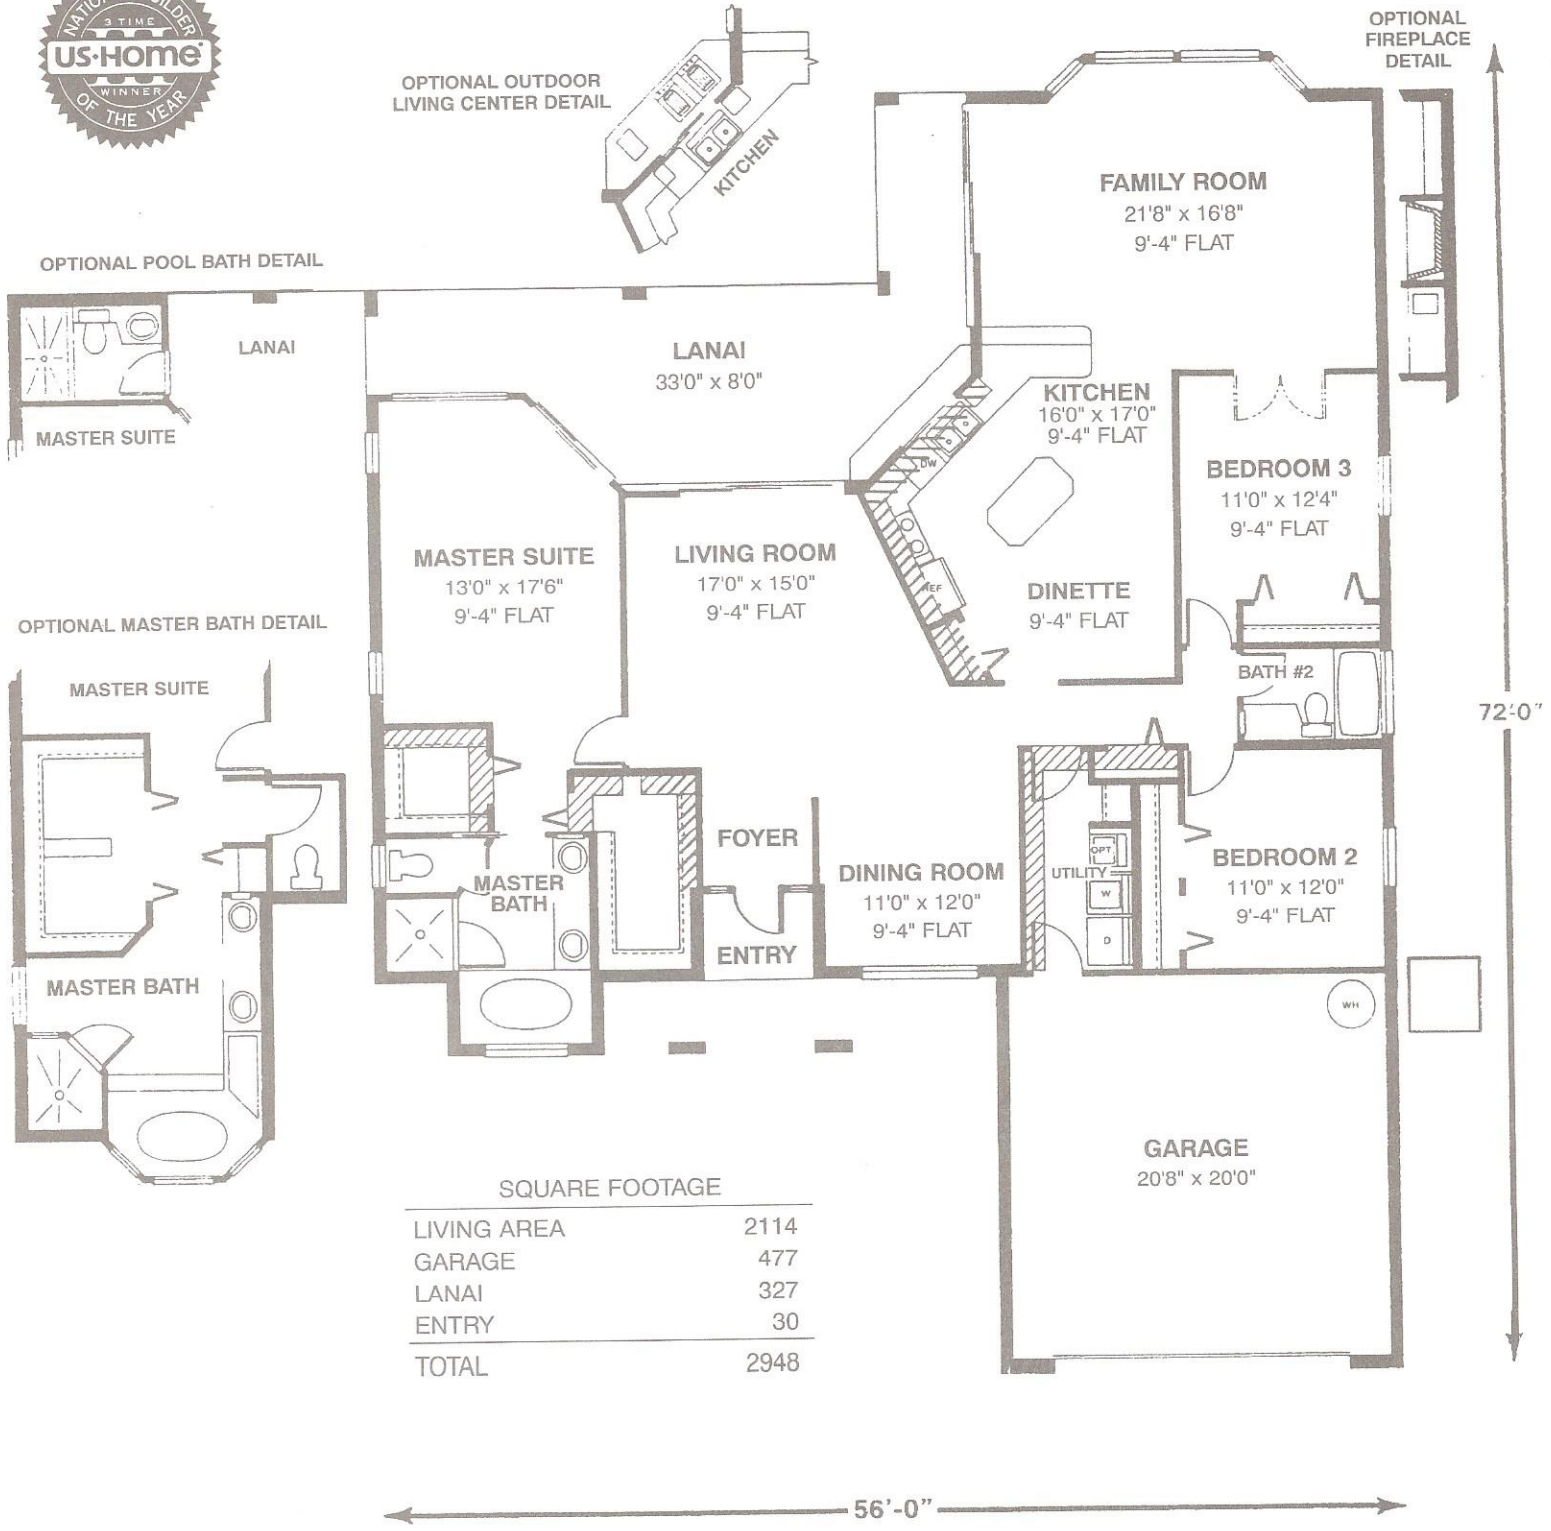 NATIONAL BUILDER
3 TIME
US-Home
WINNER
OF THE YEAR
OPTIONAL OUTDOOR
LIVING CENTER DETAIL
KITCHEN
OPTIONAL
FIREPLACE
DETAIL
FAMILY ROOM
21'8" x 16'8"
9'-4" FLAT
OPTIONAL POOL BATH DETAIL
LANAI
MASTER SUITE
LANAI
33'0" x 8'0"
KITCHEN
16'0" x 17'0"
9'-4" FLAT
DW
REF
BEDROOM 3
11'0" x 12'4"
9'-4" FLAT
MASTER SUITE
13'0" x 17'6"
9'-4" FLAT
LIVING ROOM
17'0" x 15'0"
9'-4" FLAT
DINETTE
9'-4" FLAT
OPTIONAL MASTER BATH DETAIL
MASTER SUITE
MASTER BATH
BATH #2
72'-0"
FOYER
MASTER
BATH
ENTRY
DINING ROOM
11'0" x 12'0"
9'-4" FLAT
UTILITY
OPT.
W
D
BEDROOM 2
11'0" x 12'0"
9'-4" FLAT
WH
GARAGE
20'8" x 20'0"
SQUARE FOOTAGE
LIVING AREA 2114
GARAGE 477
LANAI 327
ENTRY 30
TOTAL 2948
56'-0"